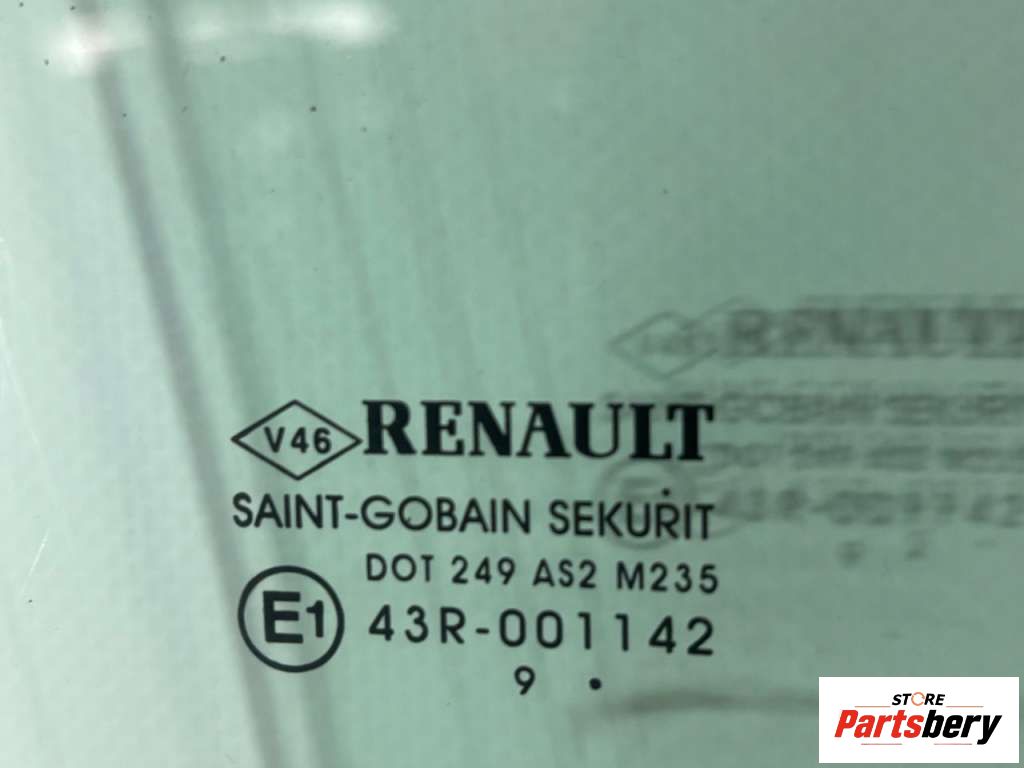 V46 RENAULT
SAINT-GOBAIN SEKURIT
DOT 249 AS2 M235
E1 43R-001142
9 .
STORE
Partsbery